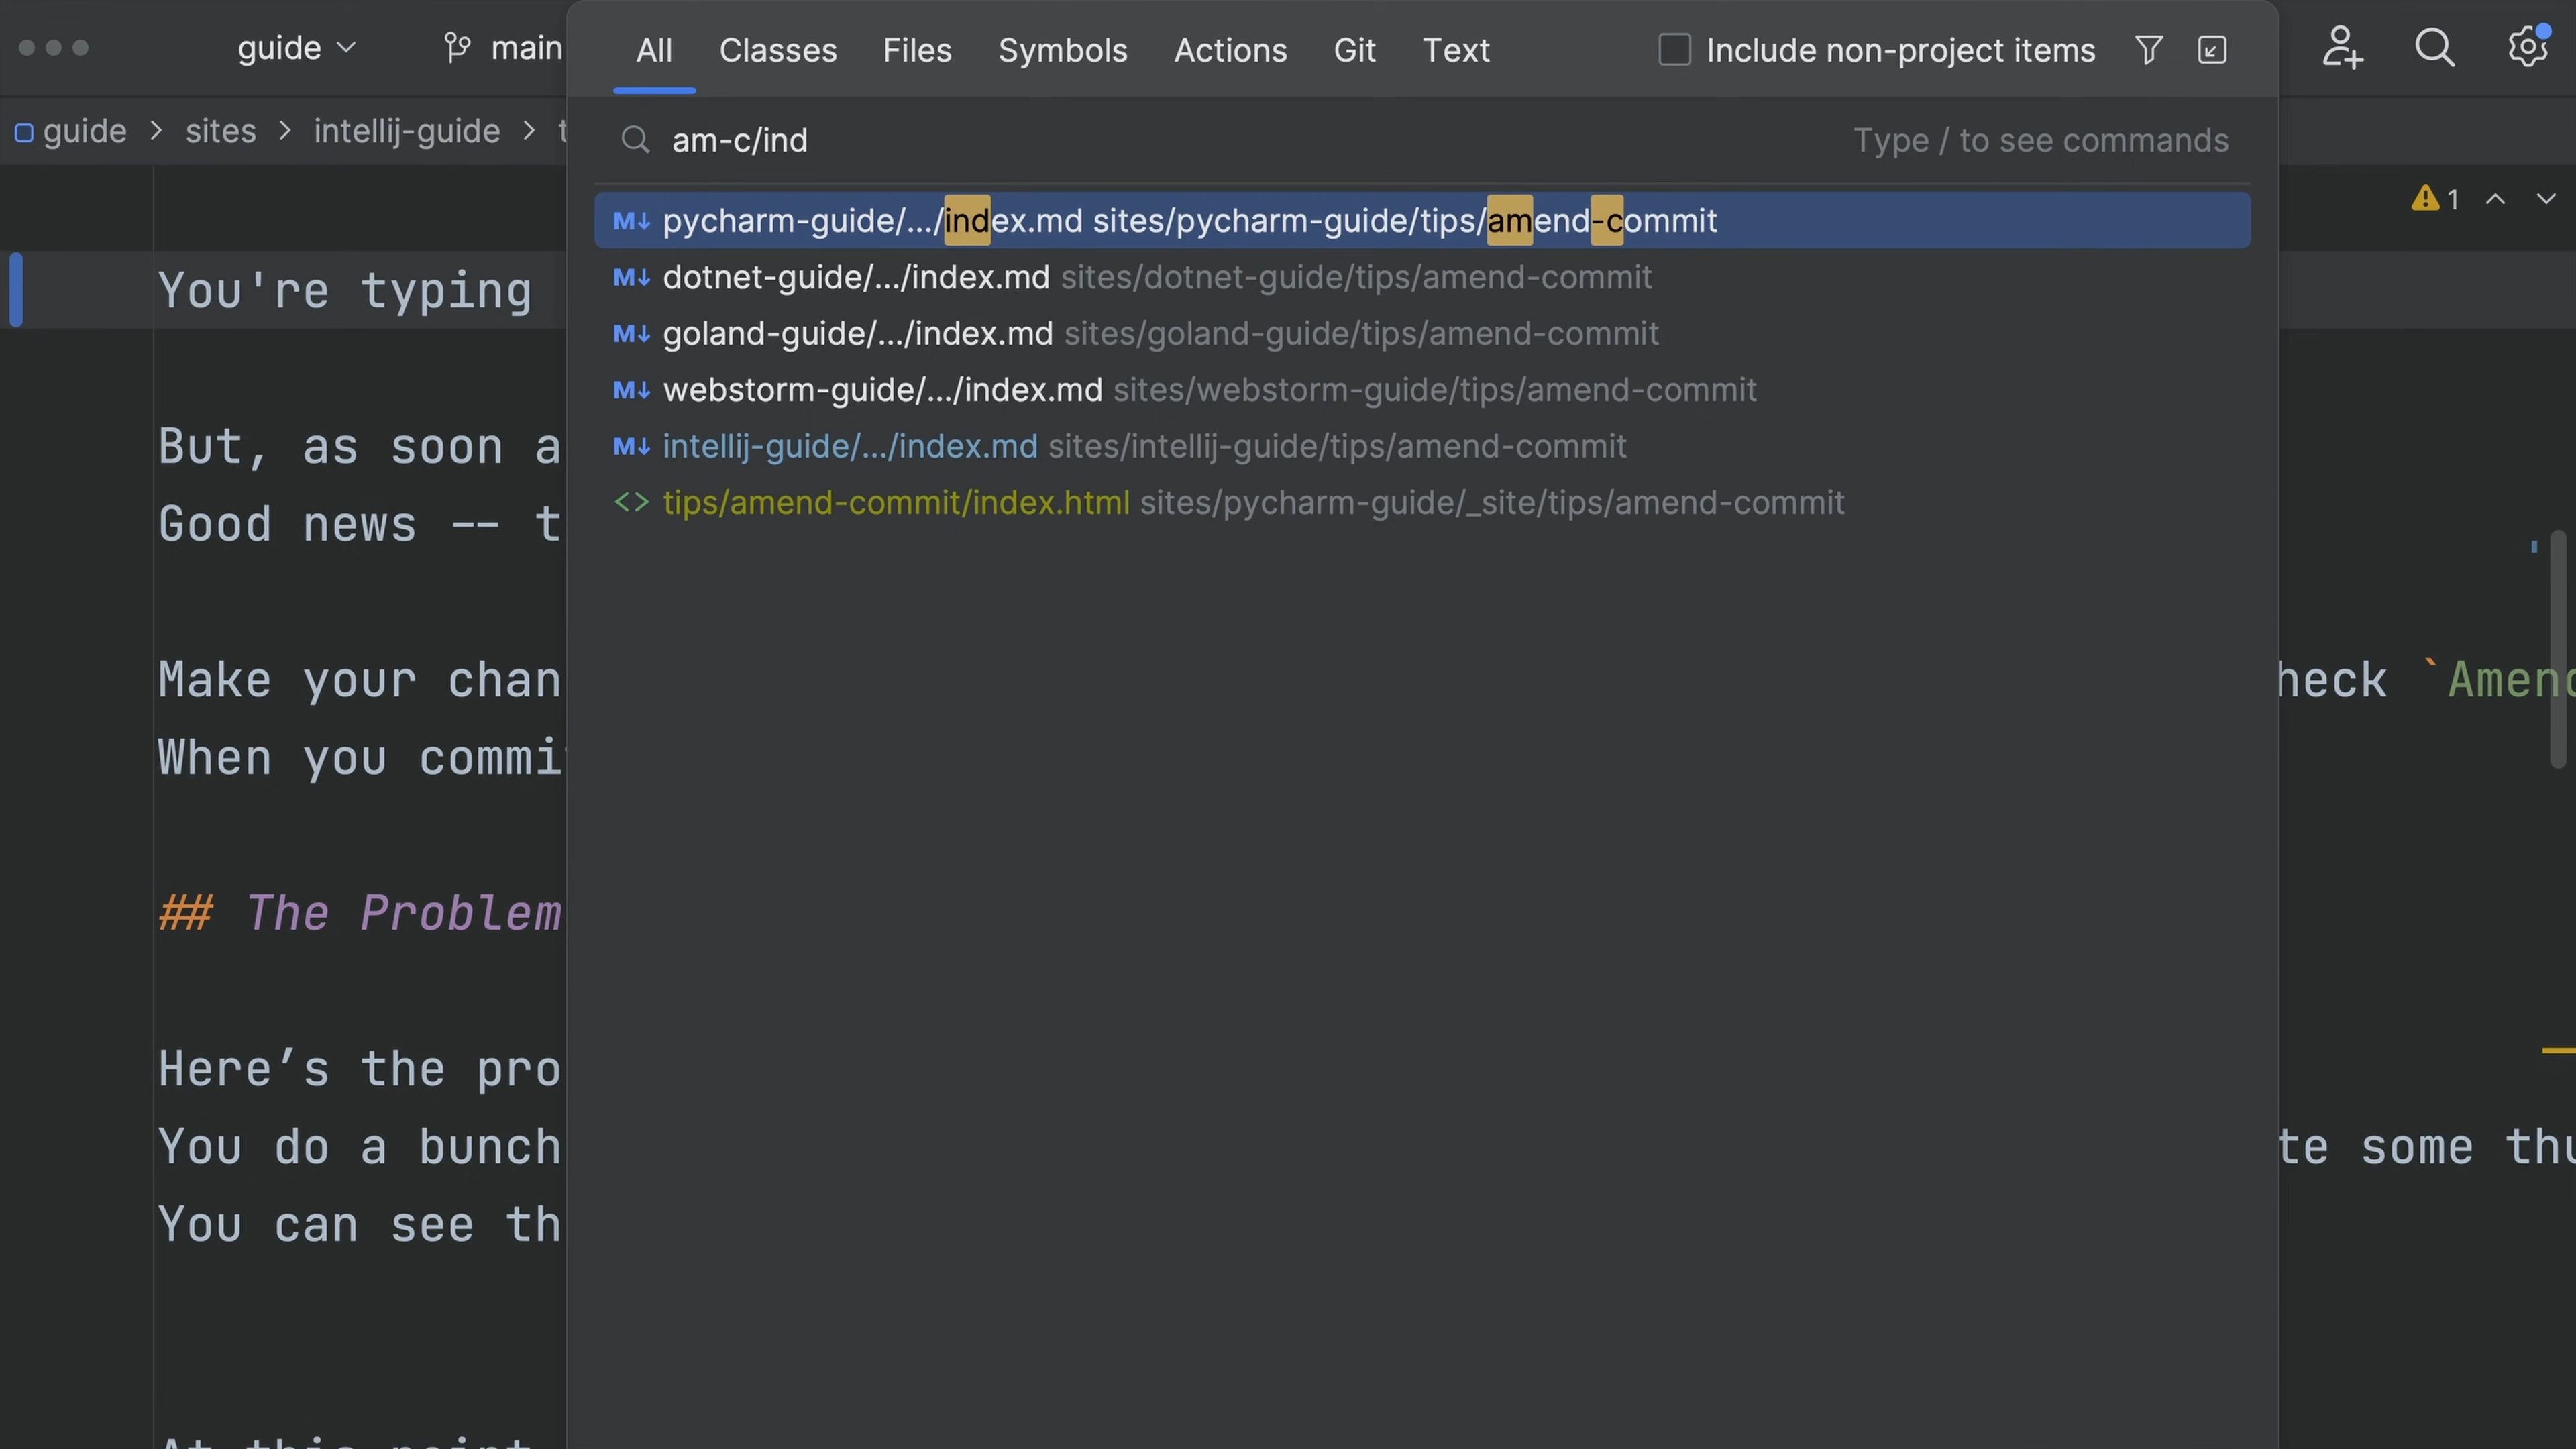 guide main All Classes Files Symbols Actions Git Text Include non-project items
guide > sites > intellij-guide >
am-c/ind Type / to see commands
M↓ pycharm-guide/.../index.md sites/pycharm-guide/tips/amend-commit
1
M↓ dotnet-guide/.../index.md sites/dotnet-guide/tips/amend-commit
You're typing
M↓ goland-guide/.../index.md sites/goland-guide/tips/amend-commit
M↓ webstorm-guide/.../index.md sites/webstorm-guide/tips/amend-commit
M↓ intellij-guide/.../index.md sites/intellij-guide/tips/amend-commit
But, as soon a
<> tips/amend-commit/index.html sites/pycharm-guide/_site/tips/amend-commit
Good news -- t
Make your chan heck `Amend
When you commi
## The Problem
Here’s the pro
You do a bunch te some thu
You can see th